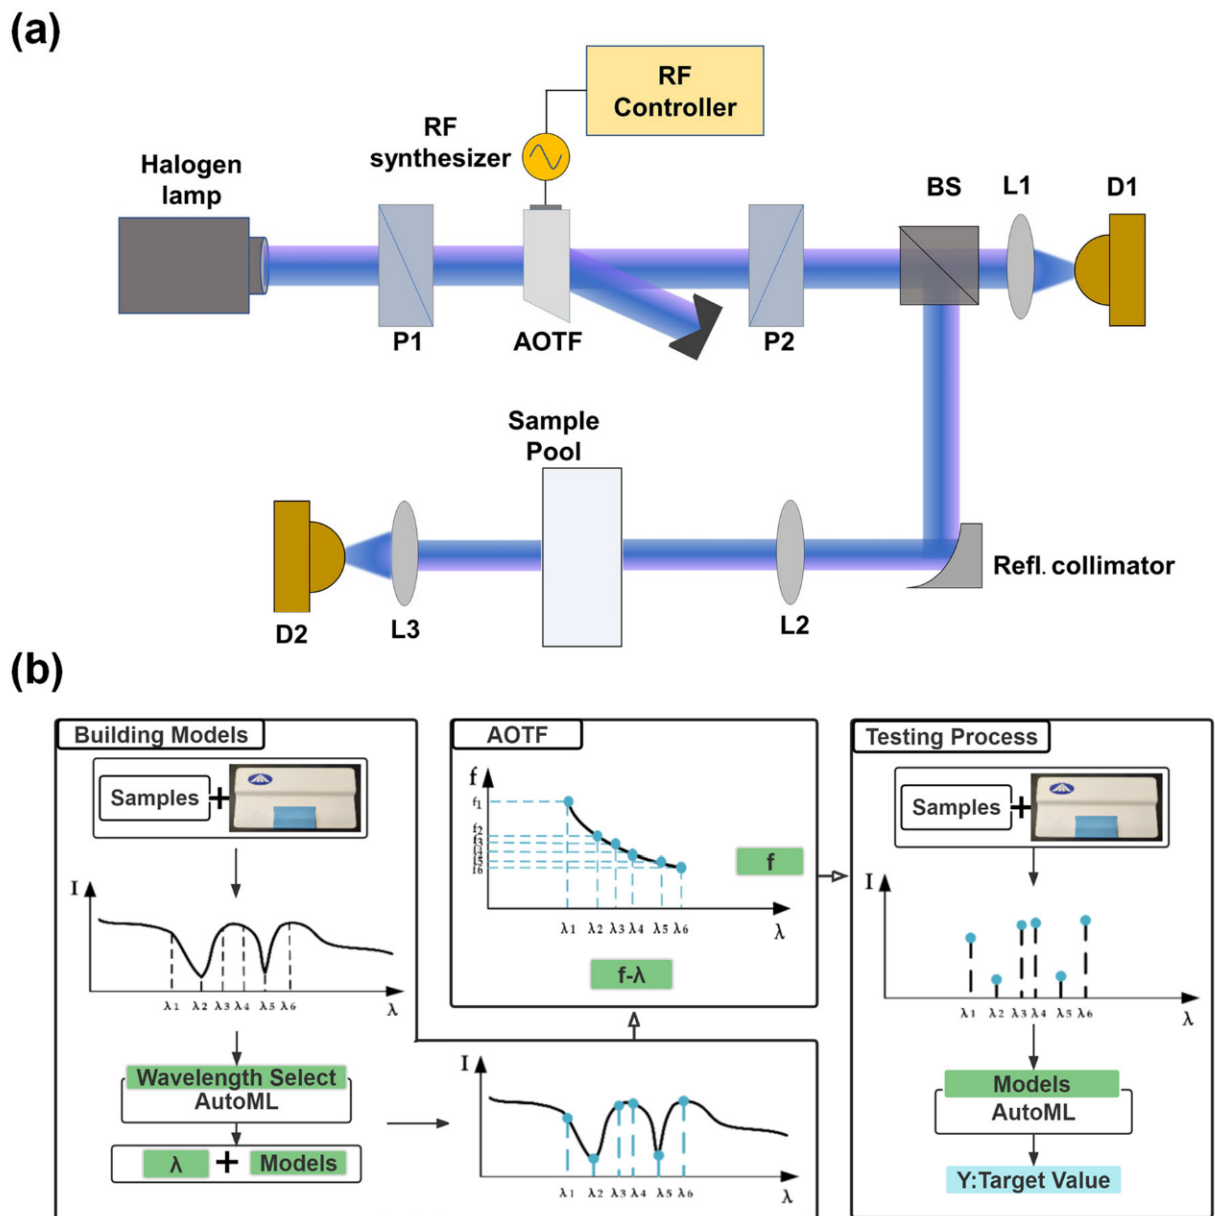 (a)
RF
Controller
RF
synthesizer
Halogen
lamp
BS
L1
D1
P1
AOTF
P2
Sample
Pool
Refl. collimator
D2
L3
L2
(b)
Building Models
Samples
+
I
λ1 λ2 λ3 λ4 λ5 λ6
λ
Wavelength Select
AutoML
λ + Models
I
λ1 λ2 λ3 λ4 λ5 λ6
λ
AOTF
f
f1
f2
f3
f4
f5
f6
λ1 λ2 λ3 λ4 λ5 λ6
λ
f
f-λ
Testing Process
Samples
+
I
λ1 λ2 λ3 λ4 λ5 λ6
λ
Models
AutoML
Y:Target Value